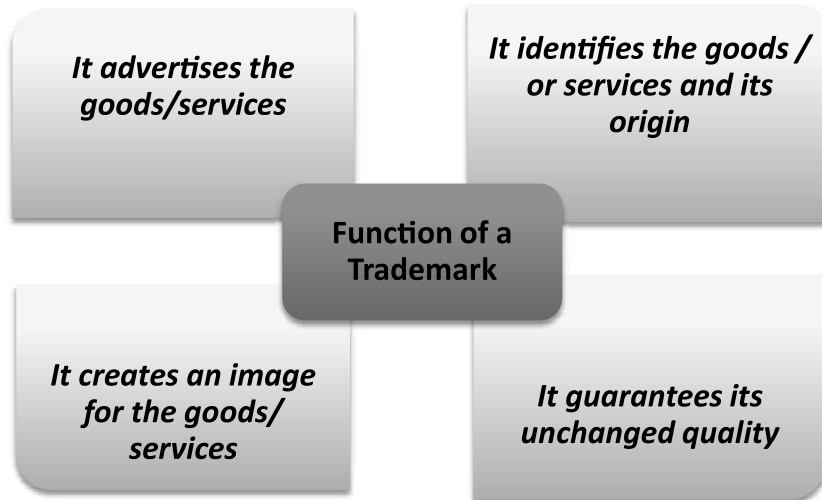 It advertises the
goods/services
It identifies the goods /
or services and its
origin
Function of a
Trademark
It creates an image
for the goods/
services
It guarantees its
unchanged quality